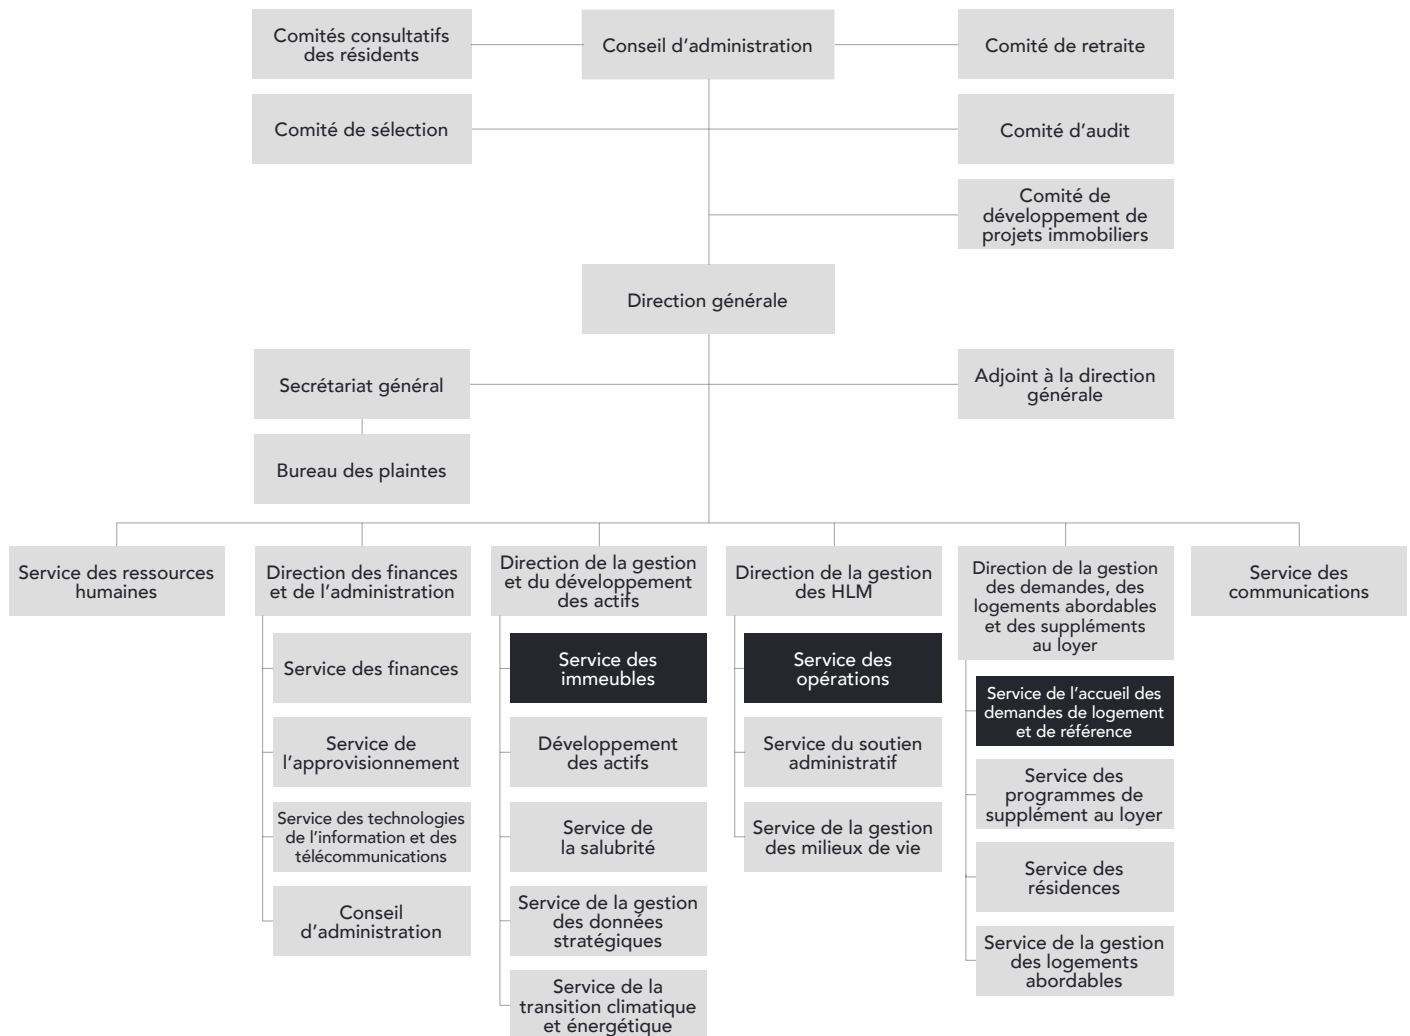 Comités consultatifs
des résidents
Conseil d’administration
Comité de retraite
Comité de sélection
Comité d’audit
Comité de
développement de
projets immobiliers
Direction générale
Secrétariat général
Adjoint à la direction
générale
Bureau des plaintes
Service des ressources
humaines
Direction des finances
et de l’administration
Direction de la gestion
et du développement
des actifs
Direction de la gestion
des HLM
Direction de la gestion
des demandes, des
logements abordables
et des suppléments
au loyer
Service des
communications
Service des finances
Service de
l’approvisionnement
Service des technologies
de l’information et des
télécommunications
Conseil
d’administration
Service des
immeubles
Développement
des actifs
Service de
la salubrité
Service de la gestion
des données
stratégiques
Service de la
transition climatique
et énergétique
Service des
opérations
Service du soutien
administratif
Service de la gestion
des milieux de vie
Service de l’accueil des
demandes de logement
et de référence
Service des
programmes de
supplément au loyer
Service des
résidences
Service de la gestion
des logements
abordables